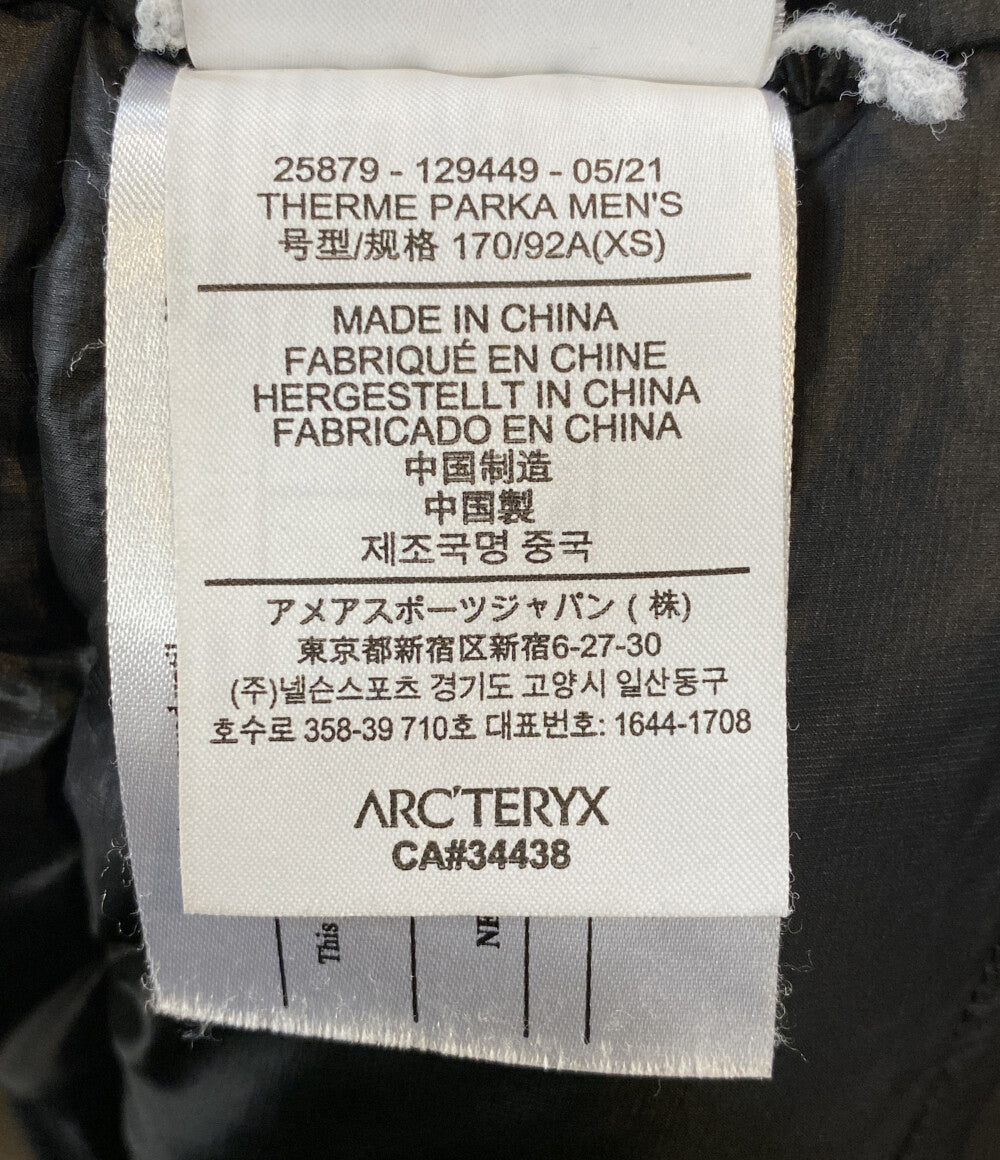 25879 - 129449 - 05/21
THERME PARKA MEN'S
号型/规格 170/92A(XS)
MADE IN CHINA
FABRIQUÉ EN CHINE
HERGESTELLT IN CHINA
FABRICADO EN CHINA
中国制造
中国製
제조국명 중국
アメアスポーツジャパン ( 株)
東京都新宿区新宿6-27-30
(주)넬슨스포츠 경기도 고양시 일산동구
호수로 358-39 710호 대표번호: 1644-1708
ARC'TERYX
CA#34438
This